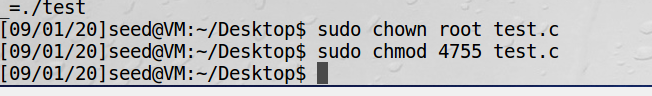 _=./test
[09/01/20]seed@VM:~/Desktop$ sudo chown root test.c
[09/01/20]seed@VM:~/Desktop$ sudo chmod 4755 test.c
[09/01/20]seed@VM:~/Desktop$